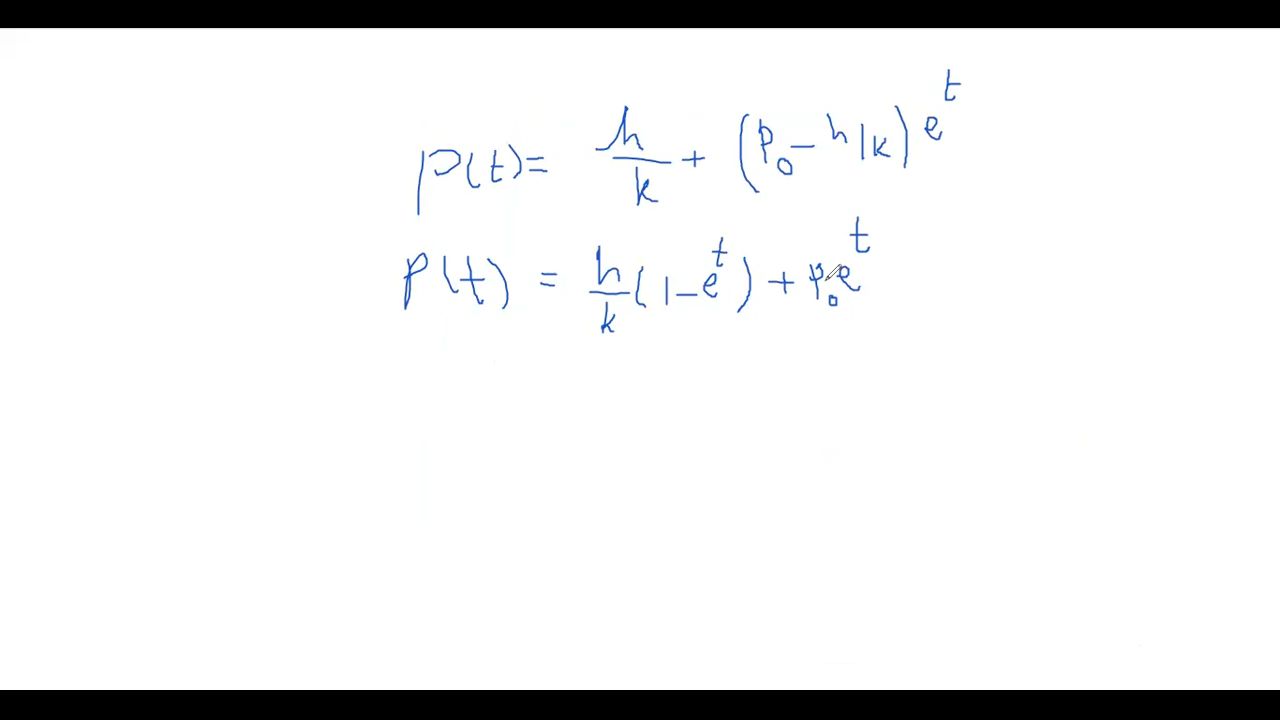 P(t) = h/k + (P₀ - h/k) e^t
P(t) = h/k (1 - e^t) + P₀e^t